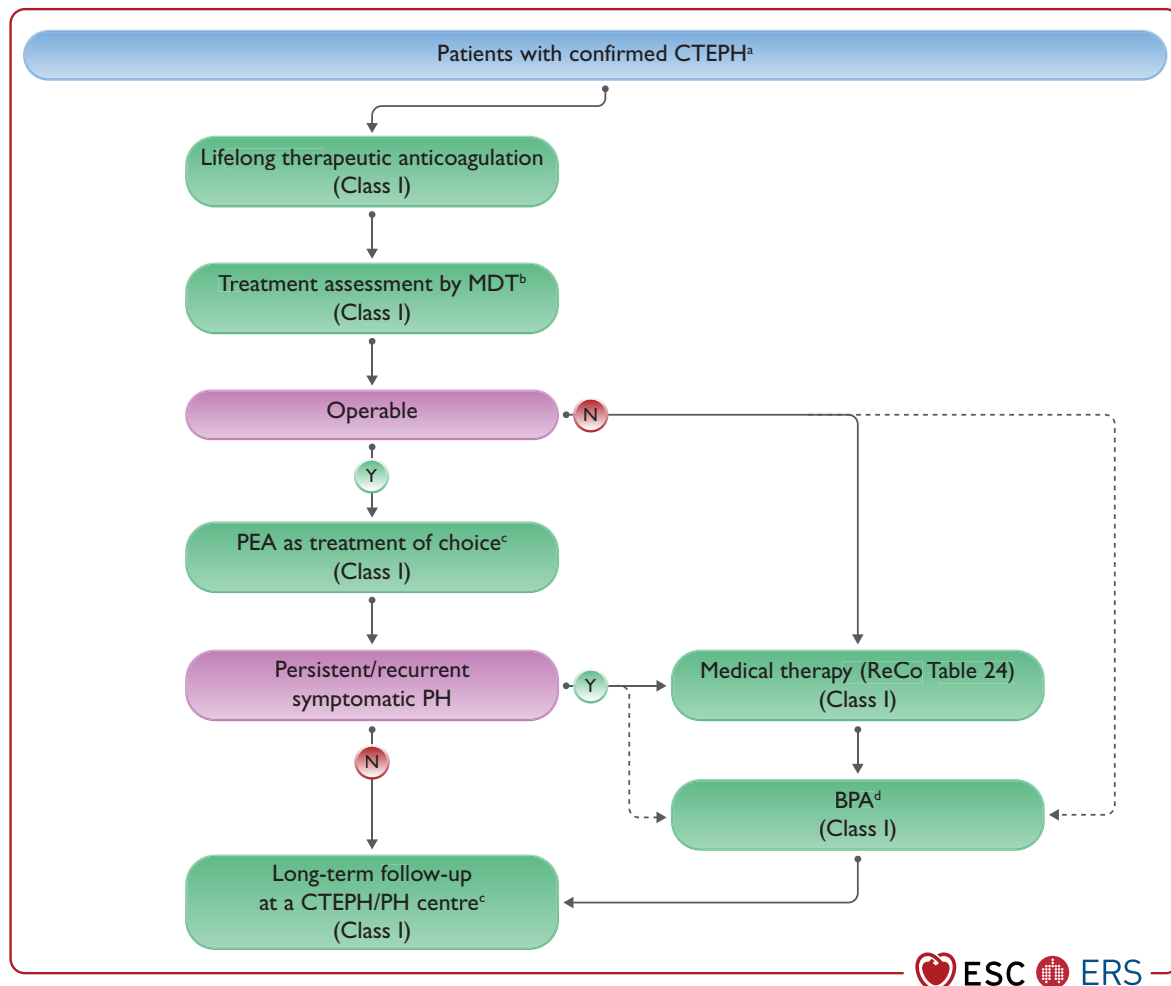 Patients with confirmed CTEPHᵃ
Lifelong therapeutic anticoagulation
(Class I)
Treatment assessment by MDTᵇ
(Class I)
Operable
N
Y
PEA as treatment of choiceᶜ
(Class I)
Persistent/recurrent
symptomatic PH
Y
Medical therapy (ReCo Table 24)
(Class I)
N
BPAᵈ
(Class I)
Long-term follow-up
at a CTEPH/PH centreᶜ
(Class I)
ESC ERS